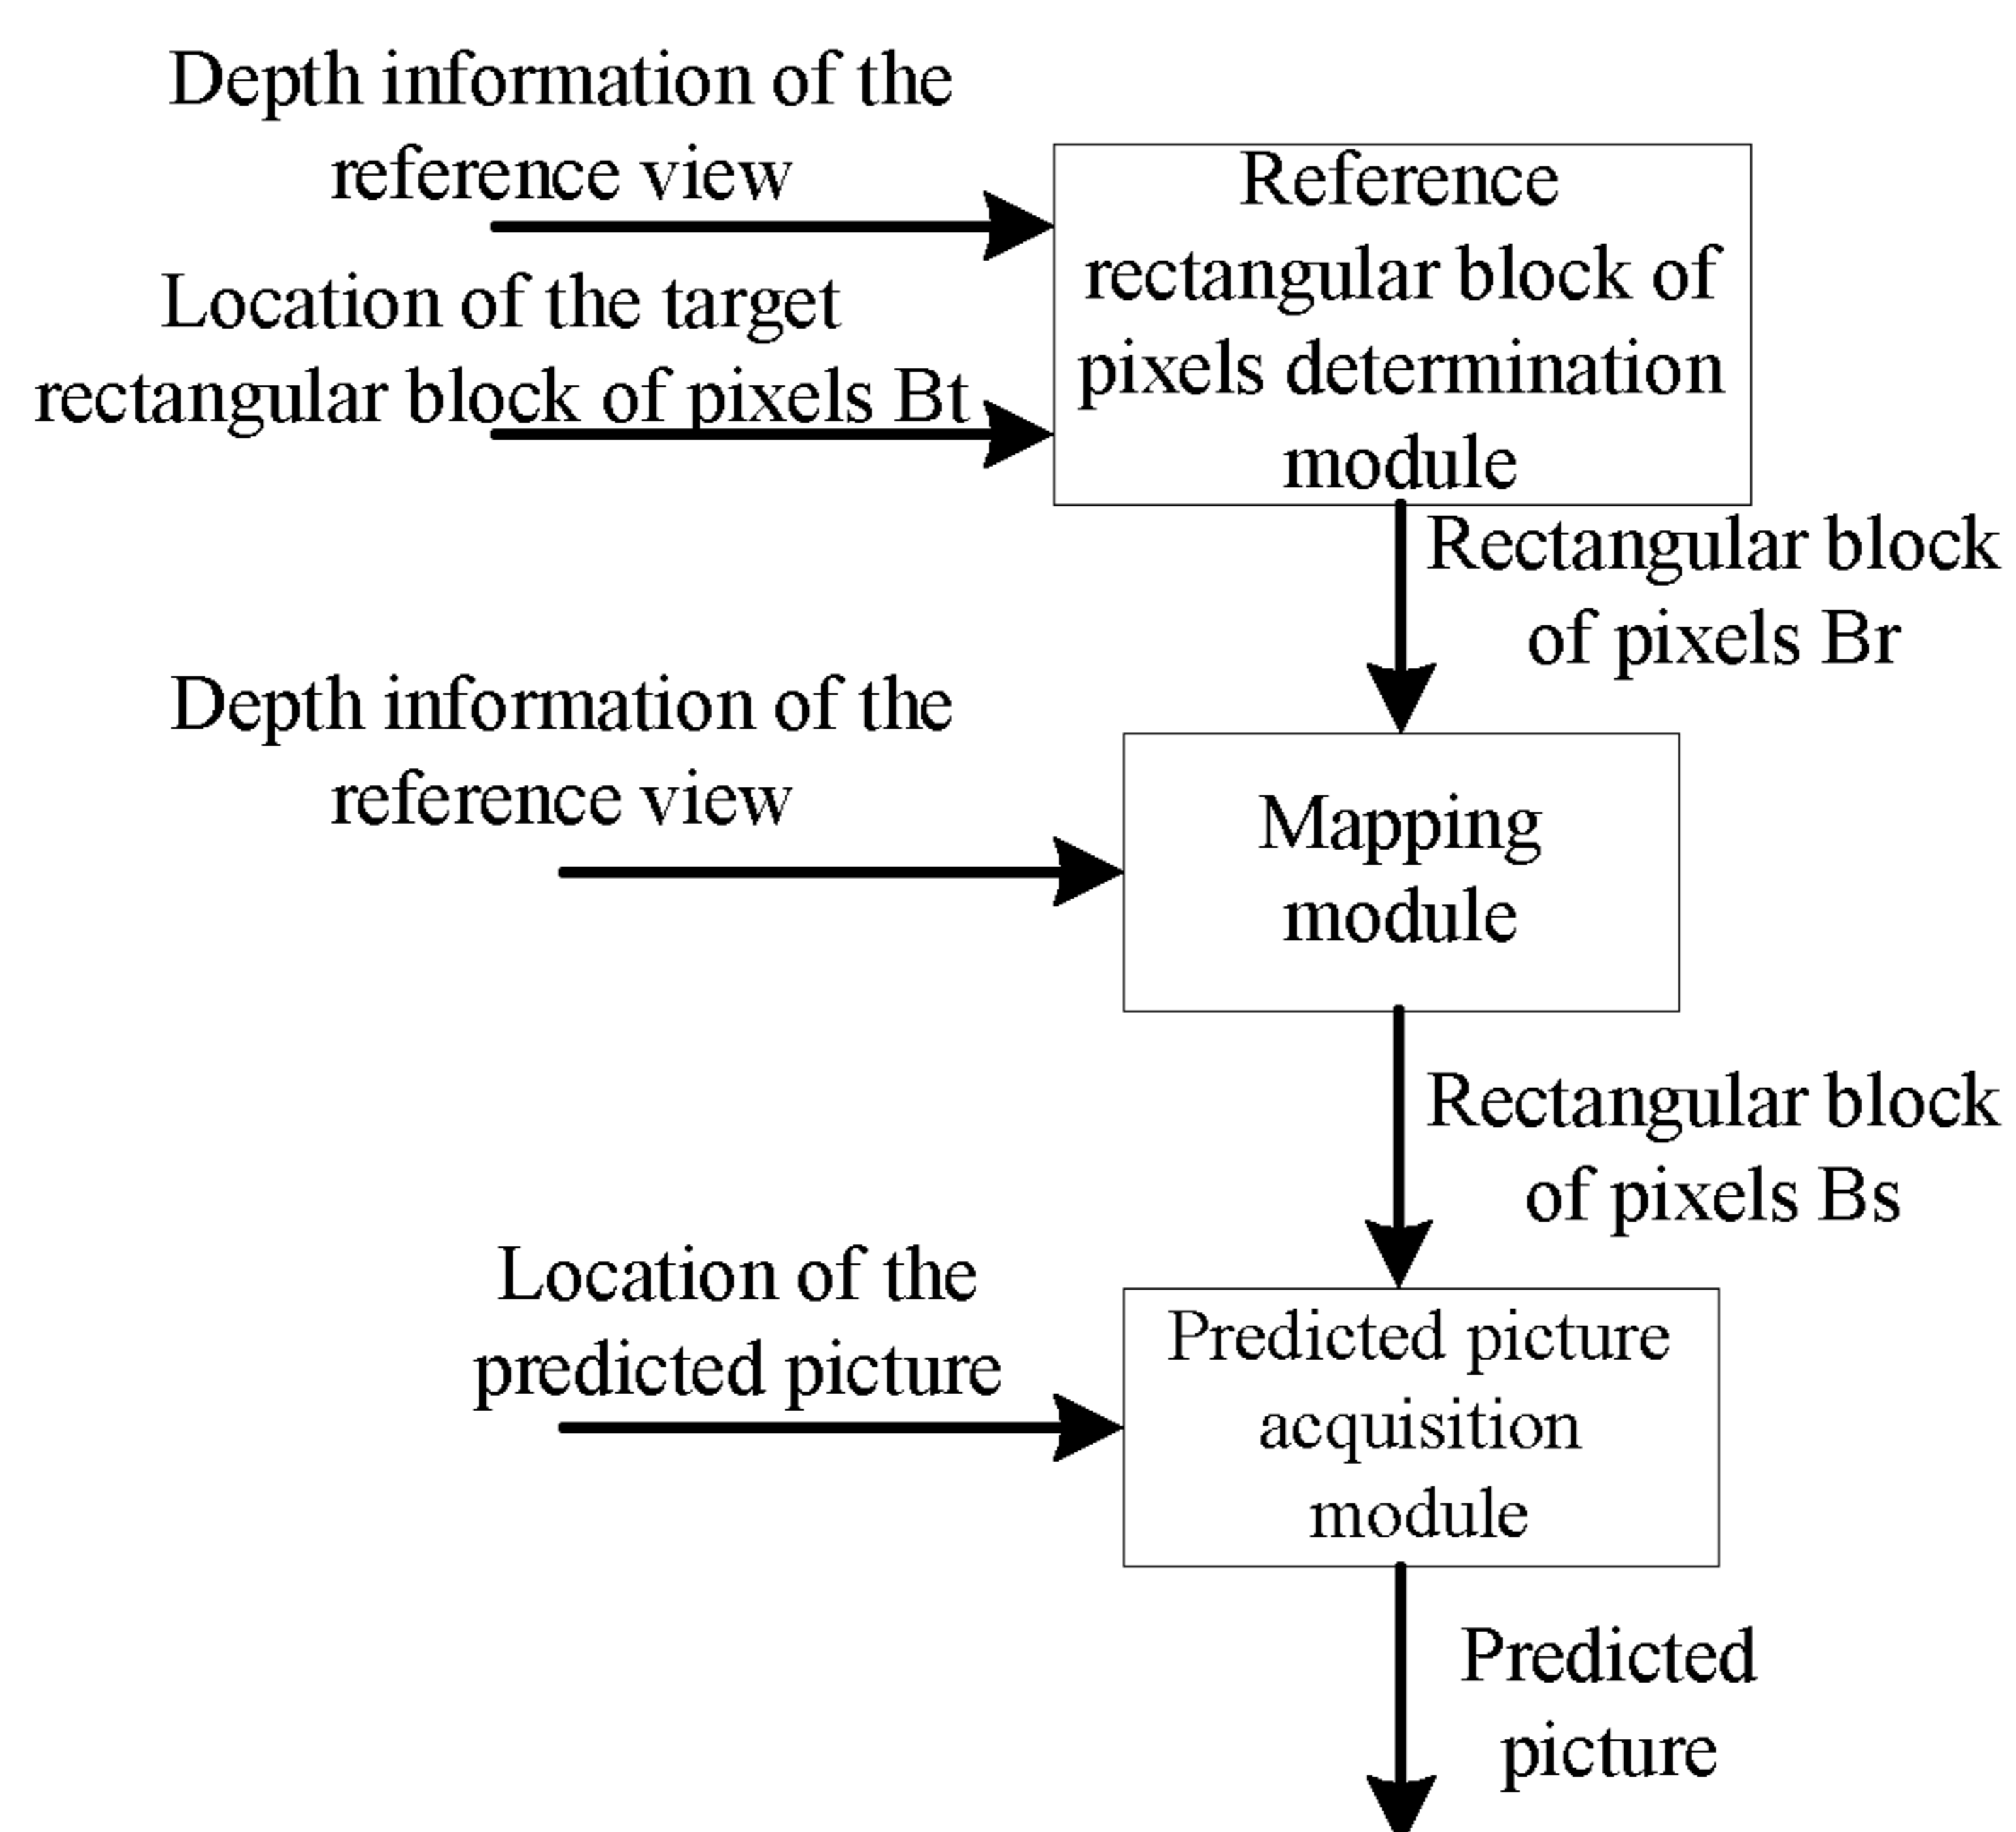 Depth information of the
reference view
Location of the target
rectangular block of pixels Bt
Reference
rectangular block of
pixels determination
module
Rectangular block
of pixels Br
Depth information of the
reference view
Mapping
module
Rectangular block
of pixels Bs
Location of the
predicted picture
Predicted picture
acquisition
module
Predicted
picture